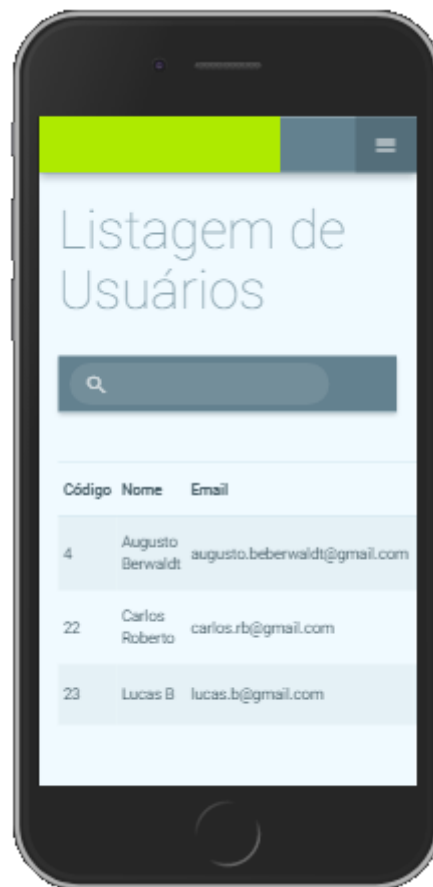 Listagem de
Usuários
Código Nome Email
4 Augusto Berwaldt augusto.beberwaldt@gmail.com
22 Carlos Roberto carlos.rb@gmail.com
23 Lucas B lucas.b@gmail.com